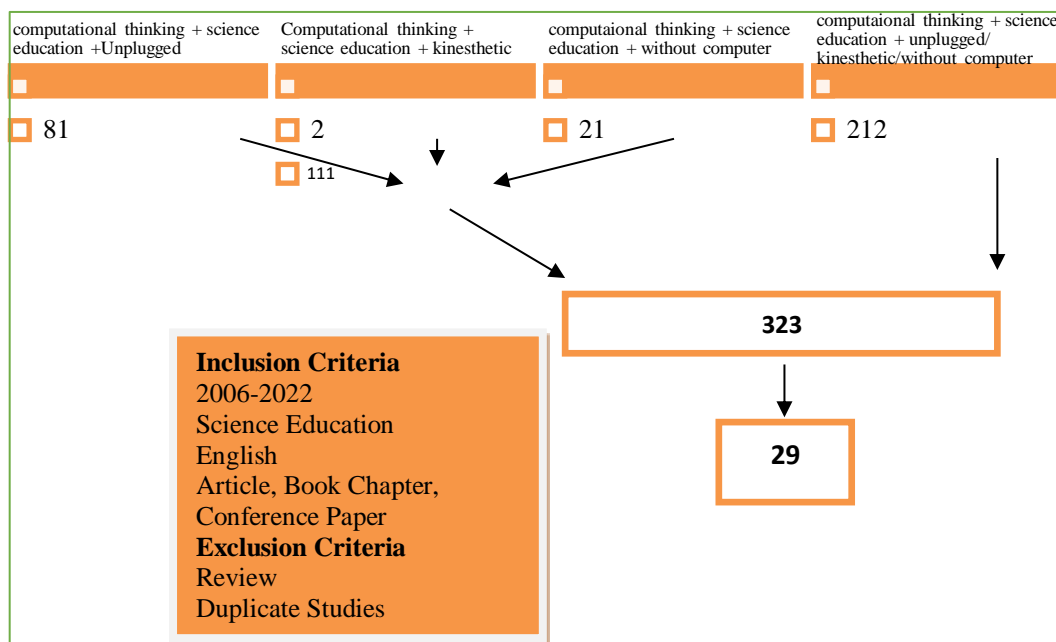 computational thinking + science
education +Unplugged
Computational thinking +
science education + kinesthetic
computational thinking + science
education + without computer
computaional thinking + science
education + unplugged/
kinesthetic/without computer
81
2
21
212
111
323
29
Inclusion Criteria
2006-2022
Science Education
English
Article, Book Chapter,
Conference Paper
Exclusion Criteria
Review
Duplicate Studies